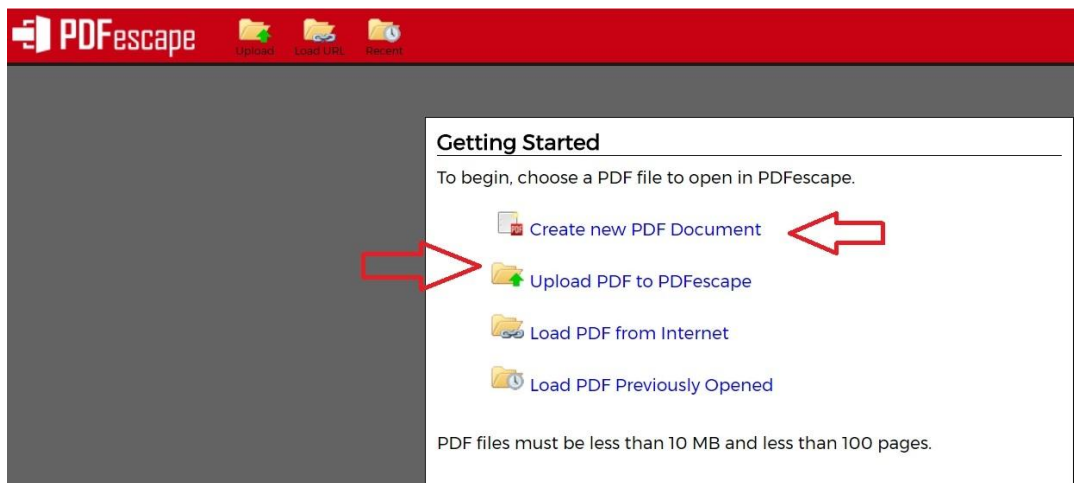 PDFescape
Upload Load URL Recent
Getting Started
To begin, choose a PDF file to open in PDFescape.
PDF Create new PDF Document
Upload PDF to PDFescape
Load PDF from Internet
Load PDF Previously Opened
PDF files must be less than 10 MB and less than 100 pages.